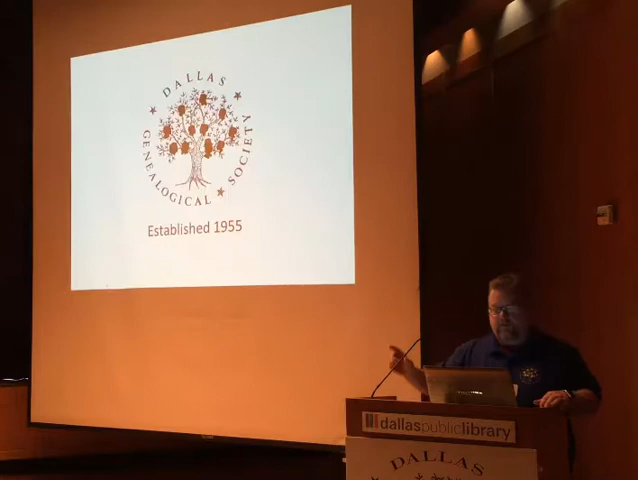 DALLAS
GENEALOGICAL
SOCIETY
Established 1955
dallaspubliclibrary
DALLAS